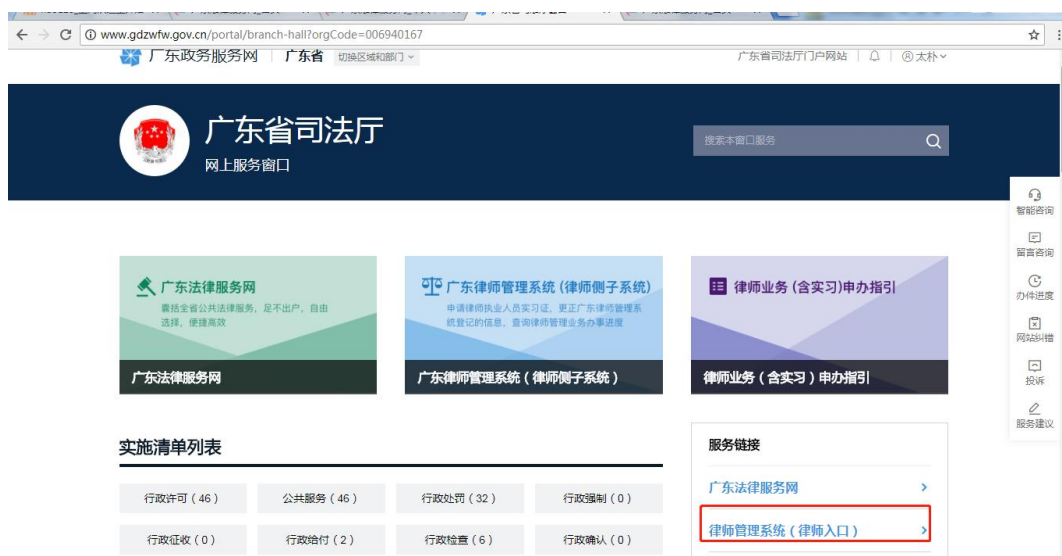 www.gdzwfw.gov.cn/portal/branch-hall?orgCode=006940167
广东政务服务网 广东省 切换区域和部门
广东省司法厅门户网站 太朴
广东省司法厅
网上服务窗口
搜索本窗口服务
智能咨询
留言咨询
办件进度
网站纠错
投诉
服务建议
广东法律服务网
囊括全省公共法律服务，足不出户，自由
选择，便捷高效
广东法律服务网
广东律师管理系统 (律师侧子系统)
申请律师执业人员实习证、更正广东律师管理系
统登记的信息，查询律师管理业务办事进度
广东律师管理系统（律师侧子系统）
律师业务 (含实习)申办指引
律师业务（含实习）申办指引
实施清单列表
行政许可（46） 公共服务（46） 行政处罚（32） 行政强制（0）
行政征收（0） 行政给付（2） 行政检查（6） 行政确认（0）
服务链接
广东法律服务网
律师管理系统（律师入口）